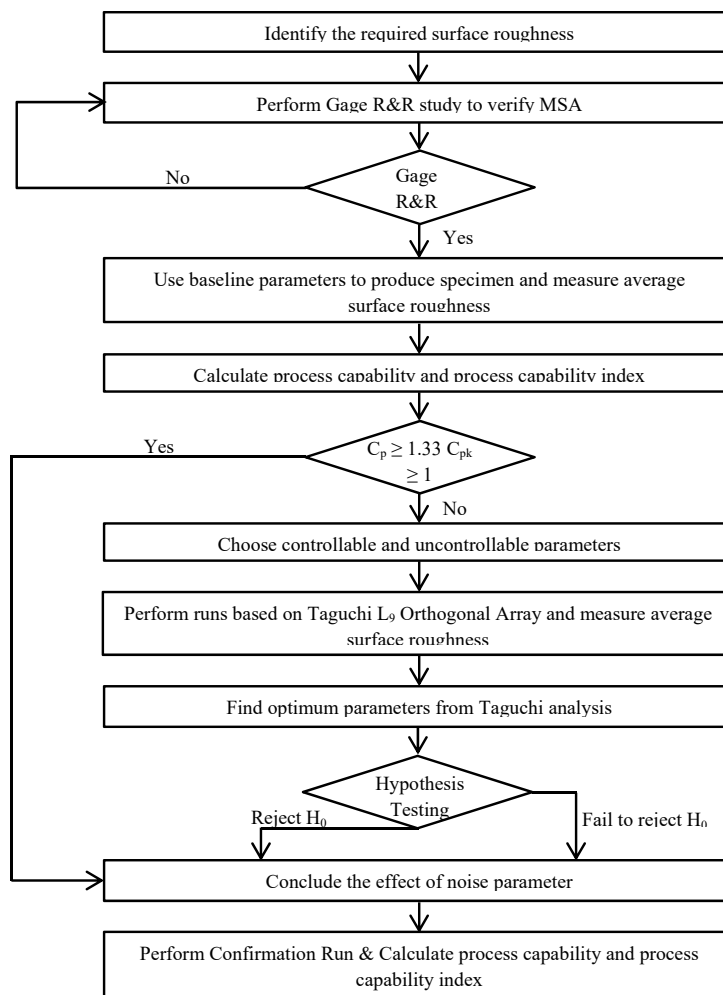 Identify the required surface roughness
Perform Gage R&R study to verify MSA
No
Gage
R&R
Yes
Use baseline parameters to produce specimen and measure average
surface roughness
Calculate process capability and process capability index
Yes
Cₚ ≥ 1.33 Cₚₖ
≥ 1
No
Choose controllable and uncontrollable parameters
Perform runs based on Taguchi L₉ Orthogonal Array and measure average
surface roughness
Find optimum parameters from Taguchi analysis
Hypothesis
Testing
Reject H₀
Fail to reject H₀
Conclude the effect of noise parameter
Perform Confirmation Run & Calculate process capability and process
capability index